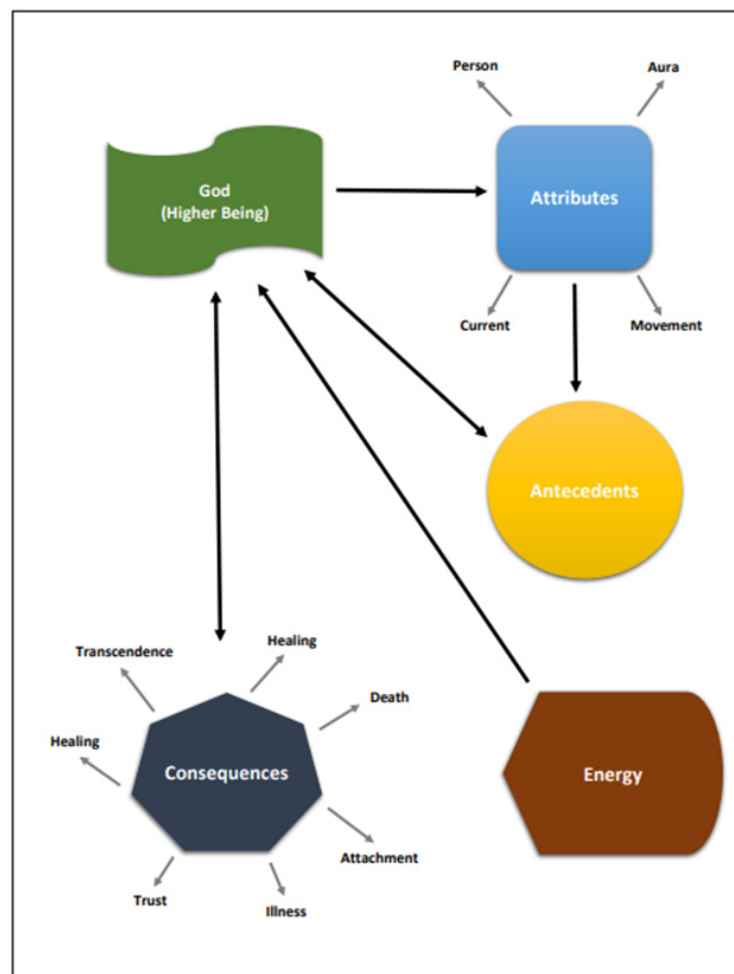 Person
Aura
God
(Higher Being)
Attributes
Current
Movement
Antecedents
Healing
Transcendence
Death
Healing
Consequences
Energy
Attachment
Trust
Illness